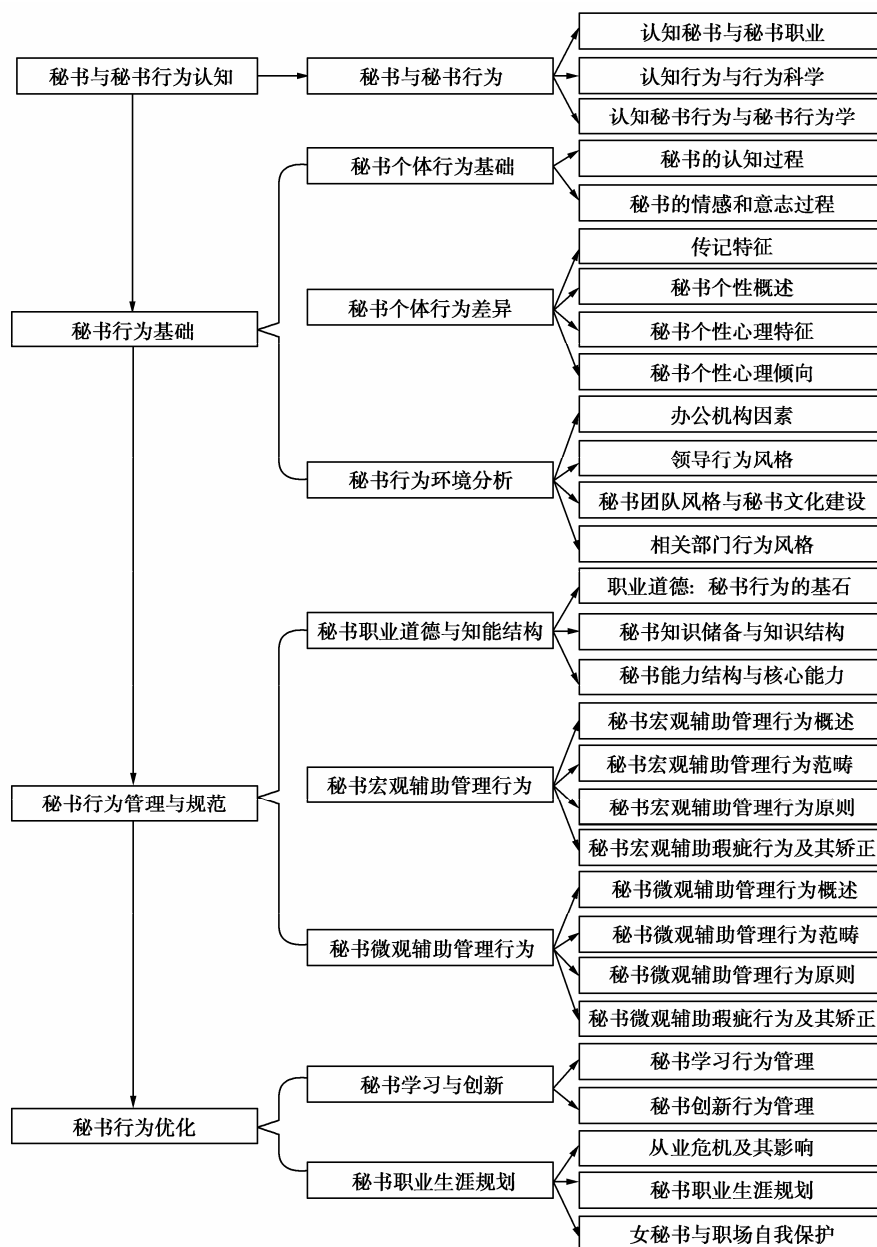 秘书与秘书行为认知
秘书与秘书行为
认知秘书与秘书职业
认知行为与行为科学
认知秘书行为与秘书行为学
秘书行为基础
秘书个体行为基础
秘书的认知过程
秘书的情感和意志过程
秘书个体行为差异
传记特征
秘书个性概述
秘书个性心理特征
秘书个性心理倾向
秘书行为环境分析
办公机构因素
领导行为风格
秘书团队风格与秘书文化建设
相关部门行为风格
秘书行为管理与规范
秘书职业道德与知能结构
职业道德：秘书行为的基石
秘书知识储备与知识结构
秘书能力结构与核心能力
秘书宏观辅助管理行为
秘书宏观辅助管理行为概述
秘书宏观辅助管理行为范畴
秘书宏观辅助管理行为原则
秘书宏观辅助瑕疵行为及其矫正
秘书微观辅助管理行为
秘书微观辅助管理行为概述
秘书微观辅助管理行为范畴
秘书微观辅助管理行为原则
秘书微观辅助瑕疵行为及其矫正
秘书行为优化
秘书学习与创新
秘书学习行为管理
秘书创新行为管理
秘书职业生涯规划
从业危机及其影响
秘书职业生涯规划
女秘书与职场自我保护